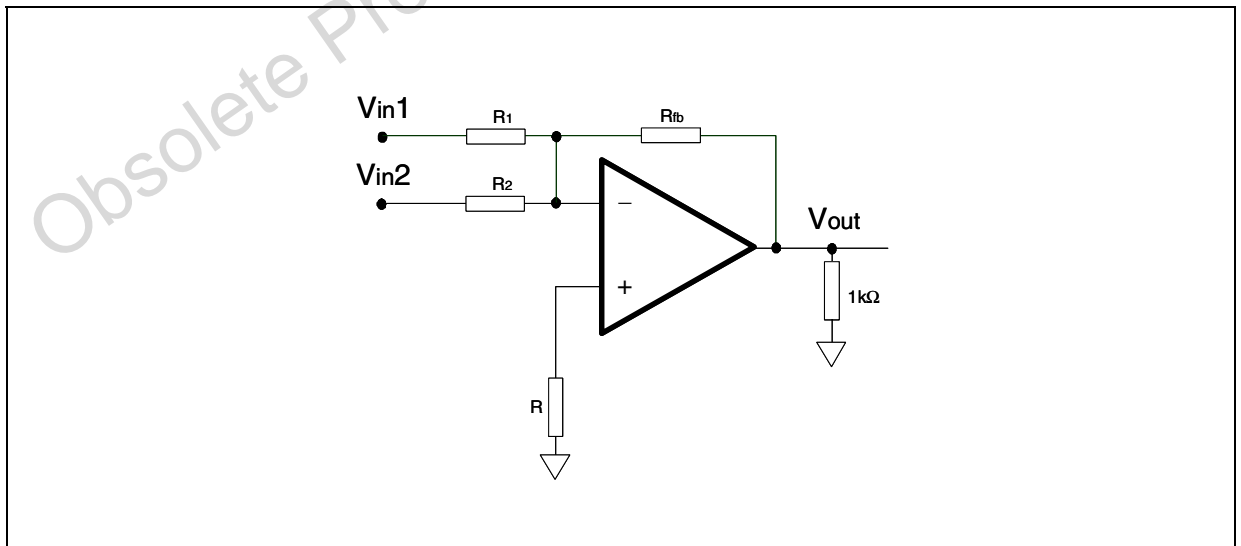 Obsolete Pro
Vin1
R1
Rfb
Vin2
R2
−
Vout
+
1kΩ
R